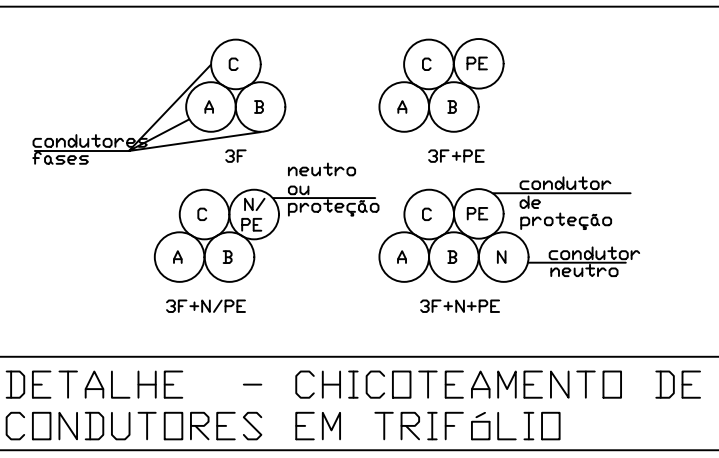 C
A
B
condutores
fases
3F
C
PE
A
B
3F+PE
neutro
ou
proteção
C
N/
PE
A
B
3F+N/PE
condutor
de
proteção
C
PE
A
B
N
condutor
neutro
3F+N+PE
DETALHE - CHICOTEAMENTO DE
CONDUTORES EM TRIFóLIO